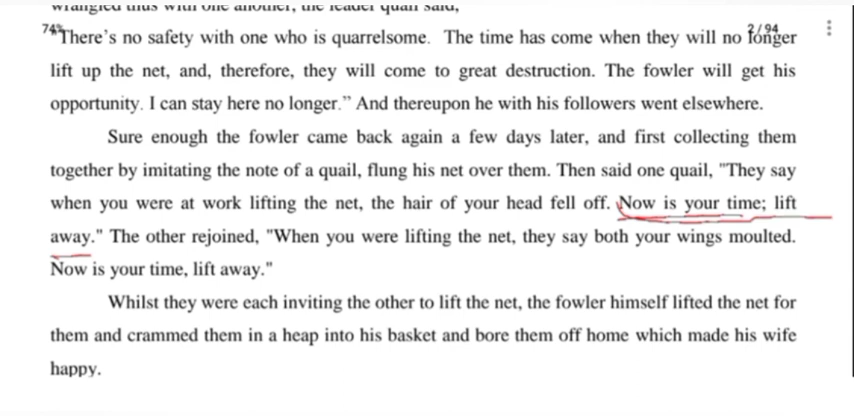 wrangled thus with one another, the leader quail said,
74%
2/94
There's no safety with one who is quarrelsome. The time has come when they will no longer
lift up the net, and, therefore, they will come to great destruction. The fowler will get his
opportunity. I can stay here no longer." And thereupon he with his followers went elsewhere.
Sure enough the fowler came back again a few days later, and first collecting them
together by imitating the note of a quail, flung his net over them. Then said one quail, "They say
when you were at work lifting the net, the hair of your head fell off. Now is your time; lift
away." The other rejoined, "When you were lifting the net, they say both your wings moulted.
Now is your time, lift away."
Whilst they were each inviting the other to lift the net, the fowler himself lifted the net for
them and crammed them in a heap into his basket and bore them off home which made his wife
happy.